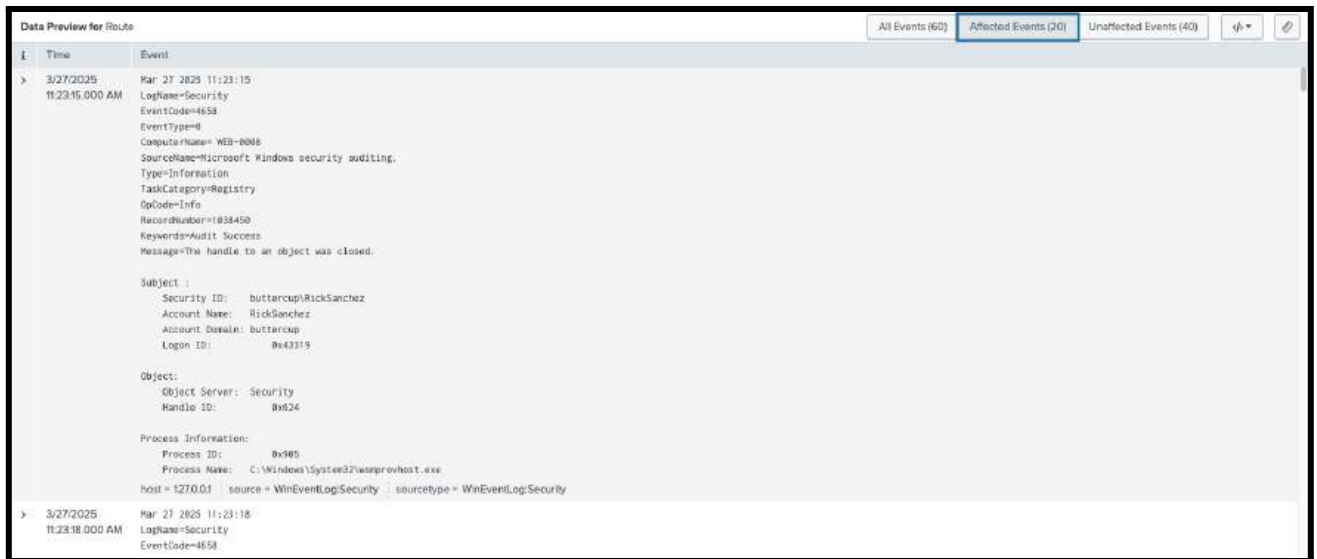 Data Preview for Route
All Events (60) Affected Events (20) Unaffected Events (40) </>
i Time Event
> 3/27/2025 Mar 27 2025 11:23:15
11:23:15.000 AM LogName=Security
EventCode=4658
EventType=0
ComputerName= WEB-0008
SourceName=Microsoft Windows security auditing.
Type=Information
TaskCategory=Registry
OpCode=Info
RecordNumber=1038450
Keywords=Audit Success
Message=The handle to an object was closed.
Subject :
Security ID: buttercup\RickSanchez
Account Name: RickSanchez
Account Domain: buttercup
Logon ID: 0x43319
Object:
Object Server: Security
Handle ID: 0x624
Process Information:
Process ID: 0x905
Process Name: C:\Windows\System32\wsmprovhost.exe
host = 127.0.0.1 source = WinEventLog:Security sourcetype = WinEventLog:Security
> 3/27/2025 Mar 27 2025 11:23:18
11:23:18.000 AM LogName=Security
EventCode=4658